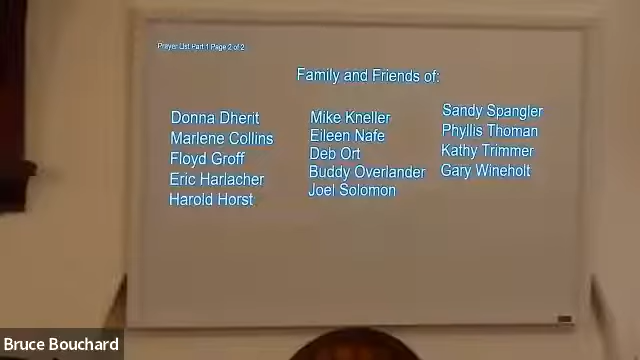 Prayer List Part 1 Page 2 of 2
Family and Friends of:
Donna Dherit
Marlene Collins
Floyd Groff
Eric Harlacher
Harold Horst
Mike Kneller
Eileen Nafe
Deb Ort
Buddy Overlander
Joel Solomon
Sandy Spangler
Phyllis Thoman
Kathy Trimmer
Gary Wineholt
Bruce Bouchard